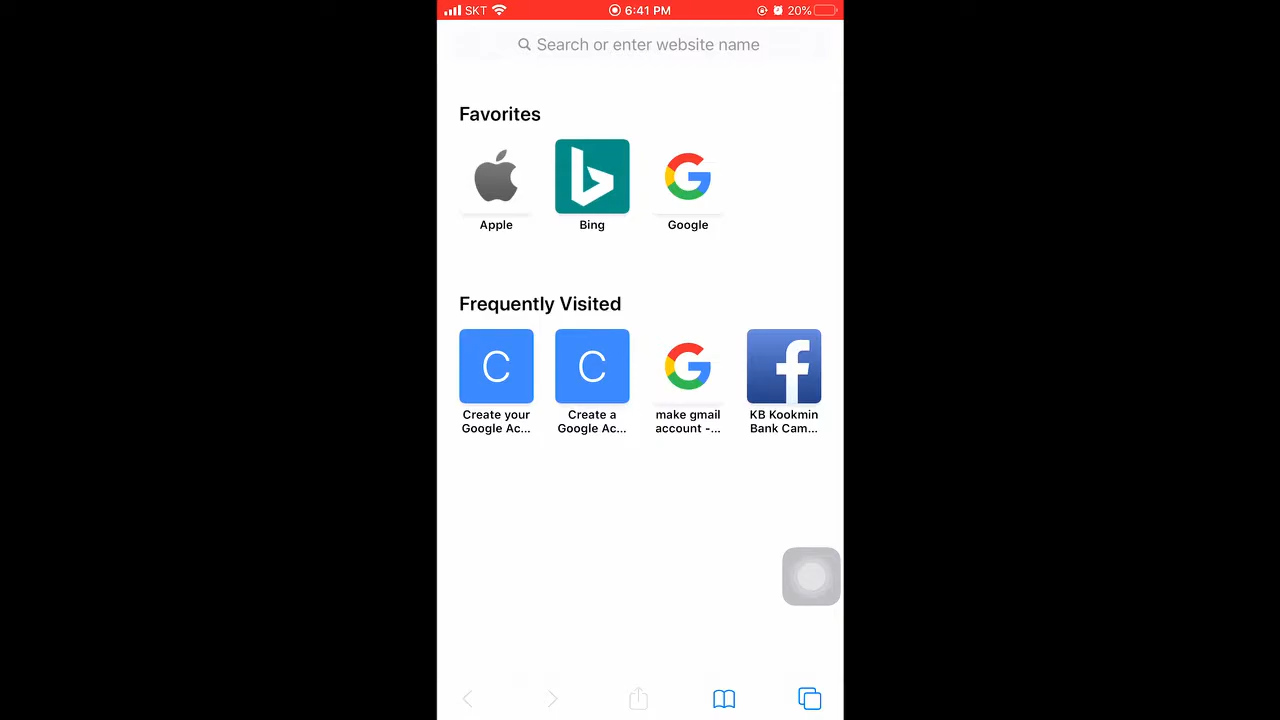 SKT 6:41 PM 20%
Search or enter website name
Favorites
Apple Bing Google
Frequently Visited
C C
Create your Create a make gmail KB Kookmin
Google Ac... Google Ac... account -... Bank Cam...